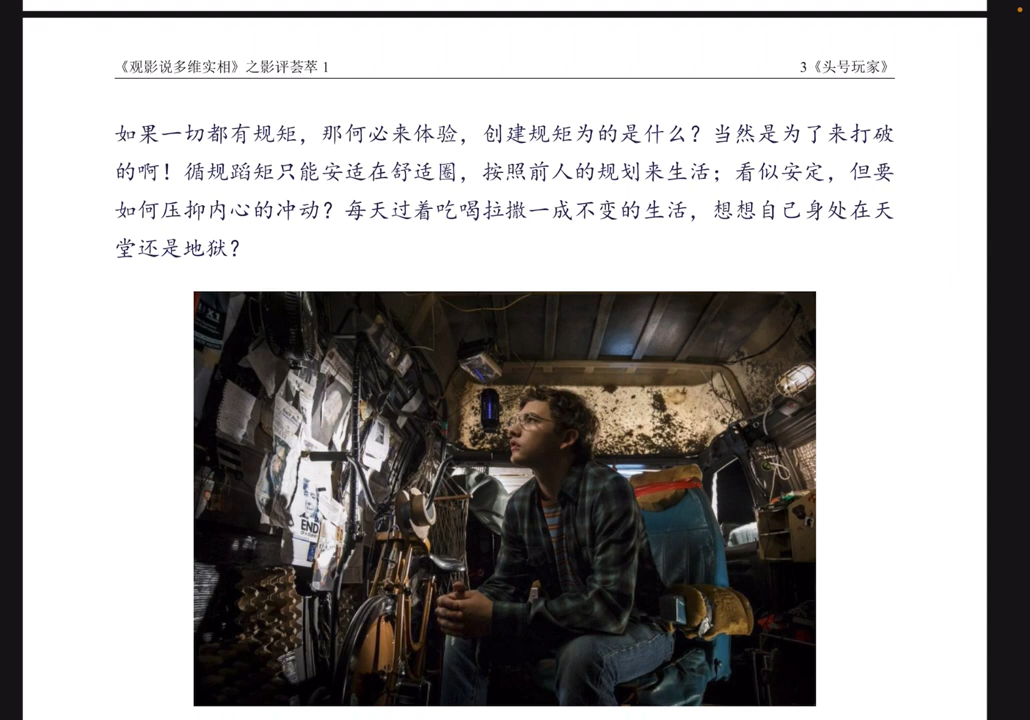 《观影说多维实相》之影评荟萃 1
3《头号玩家》
如果一切都有规矩，那何必来体验，创建规矩为的是什么？当然是为了来打破
的啊！循规蹈矩只能安适在舒适圈，按照前人的规划来生活；看似安定，但要
如何压抑内心的冲动？每天过着吃喝拉撒一成不变的生活，想想自己身处在天
堂还是地狱？
END